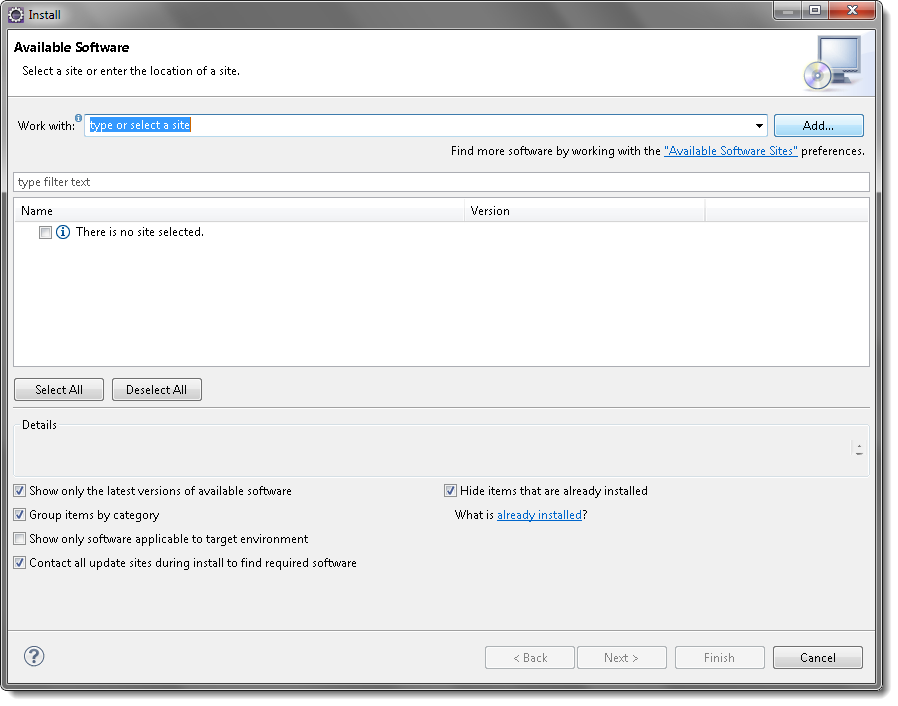 Install
Available Software
Select a site or enter the location of a site.
Work with: type or select a site Add...
Find more software by working with the "Available Software Sites" preferences.
type filter text
Name Version
There is no site selected.
Select All Deselect All
Details
Show only the latest versions of available software Hide items that are already installed
Group items by category What is already installed?
Show only software applicable to target environment
Contact all update sites during install to find required software
? < Back Next > Finish Cancel